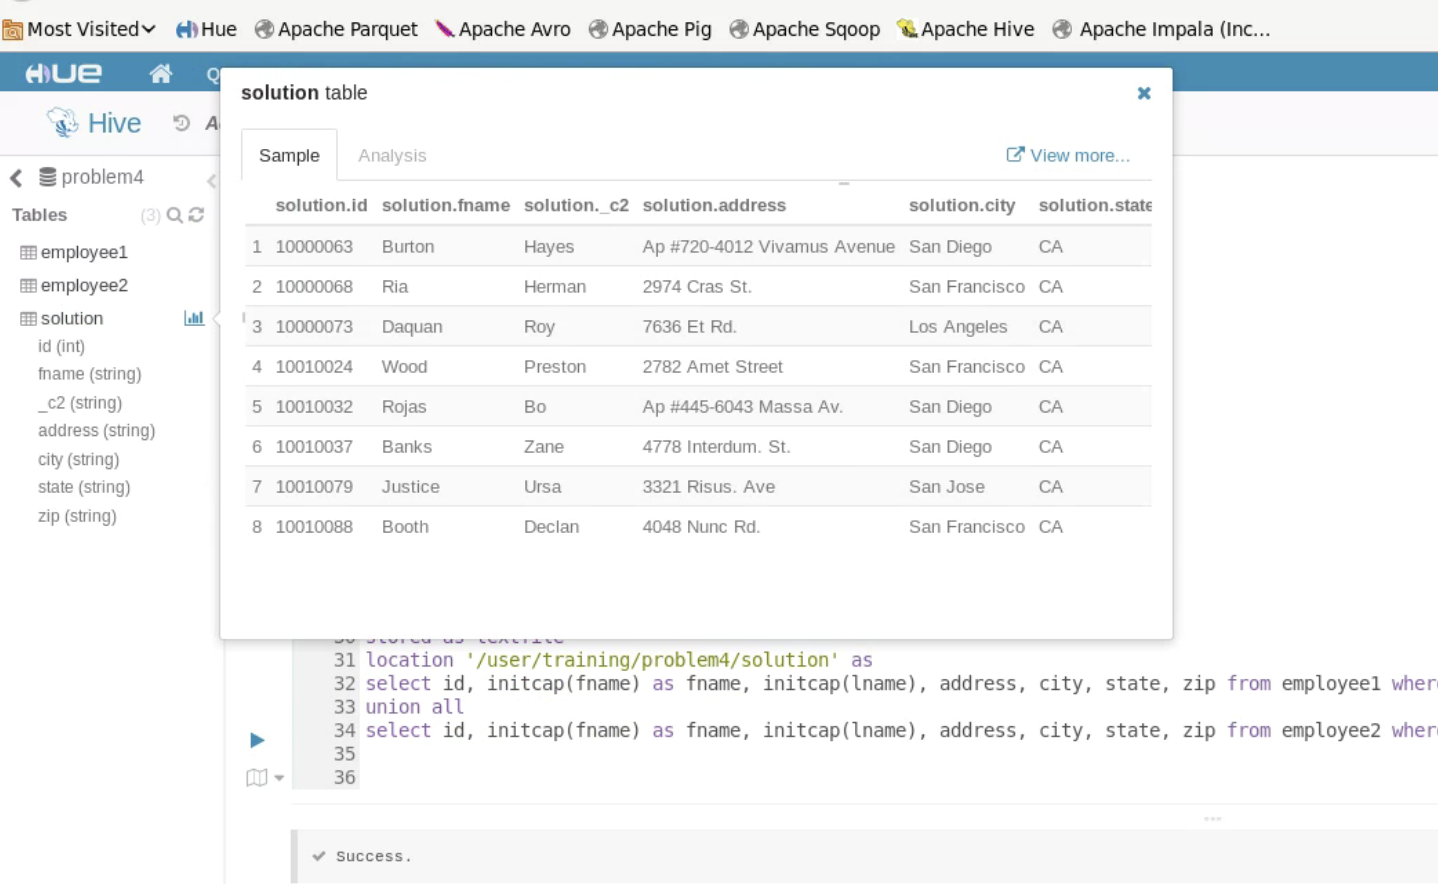 Most Visited Hue Apache Parquet Apache Avro Apache Pig Apache Sqoop Apache Hive Apache Impala (Inc...
HUE Q
solution table
Hive A
Sample Analysis View more...
problem4
Tables (3)
employee1
employee2
solution
id (int)
fname (string)
_c2 (string)
address (string)
city (string)
state (string)
zip (string)
solution.id solution.fname solution._c2 solution.address solution.city solution.state
1 10000063 Burton Hayes Ap #720-4012 Vivamus Avenue San Diego CA
2 10000068 Ria Herman 2974 Cras St. San Francisco CA
3 10000073 Daquan Roy 7636 Et Rd. Los Angeles CA
4 10010024 Wood Preston 2782 Amet Street San Francisco CA
5 10010032 Rojas Bo Ap #445-6043 Massa Av. San Diego CA
6 10010037 Banks Zane 4778 Interdum. St. San Diego CA
7 10010079 Justice Ursa 3321 Risus. Ave San Jose CA
8 10010088 Booth Declan 4048 Nunc Rd. San Francisco CA
30 stored as textfile
31 location '/user/training/problem4/solution' as
32 select id, initcap(fname) as fname, initcap(lname), address, city, state, zip from employee1 wher
33 union all
34 select id, initcap(fname) as fname, initcap(lname), address, city, state, zip from employee2 wher
35
36
Success.